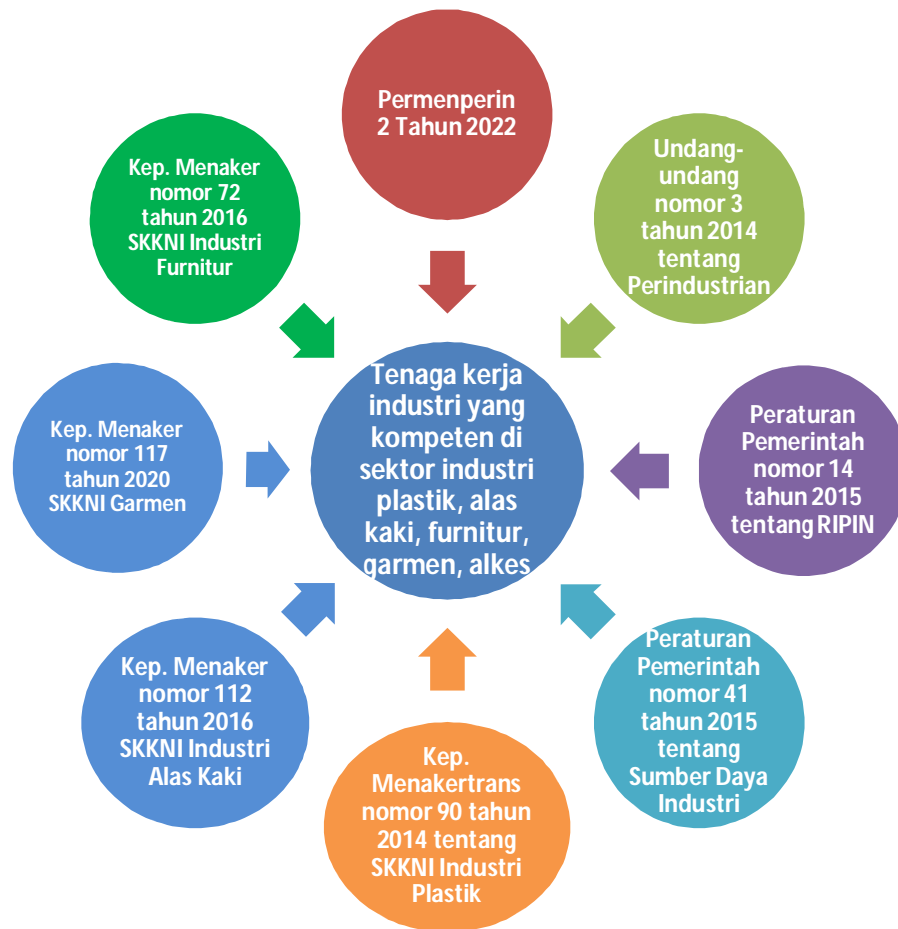 Permenperin
2 Tahun 2022
Undang-
undang
nomor 3
tahun 2014
tentang
Perindustrian
Peraturan
Pemerintah
nomor 14
tahun 2015
tentang RIPIN
Peraturan
Pemerintah
nomor 41
tahun 2015
tentang
Sumber Daya
Industri
Kep.
Menakertrans
nomor 90 tahun
2014 tentang
SKKNI Industri
Plastik
Kep. Menaker
nomor 112
tahun 2016
SKKNI Industri
Alas Kaki
Kep. Menaker
nomor 117
tahun 2020
SKKNI Garmen
Kep. Menaker
nomor 72
tahun 2016
SKKNI Industri
Furnitur
Tenaga kerja
industri yang
kompeten di
sektor industri
plastik, alas
kaki, furnitur,
garmen, alkes